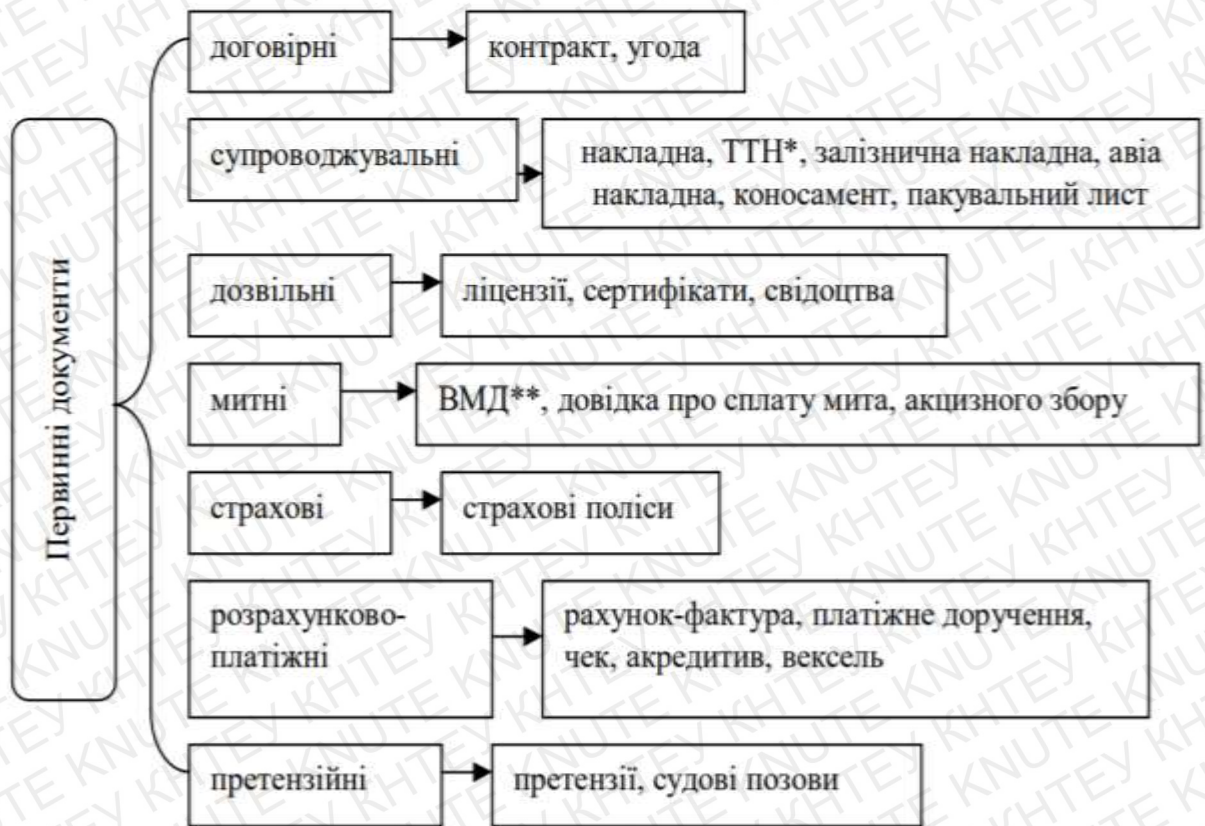 Первинні документи
договірні
контракт, угода
супроводжувальні
накладна, ТТН*, залізнична накладна, авіа
накладна, коносамент, пакувальний лист
дозвільні
ліцензії, сертифікати, свідоцтва
митні
ВМД**, довідка про сплату мита, акцизного збору
страхові
страхові поліси
розрахунково-
платіжні
рахунок-фактура, платіжне доручення,
чек, акредитив, вексель
претензійні
претензії, судові позови